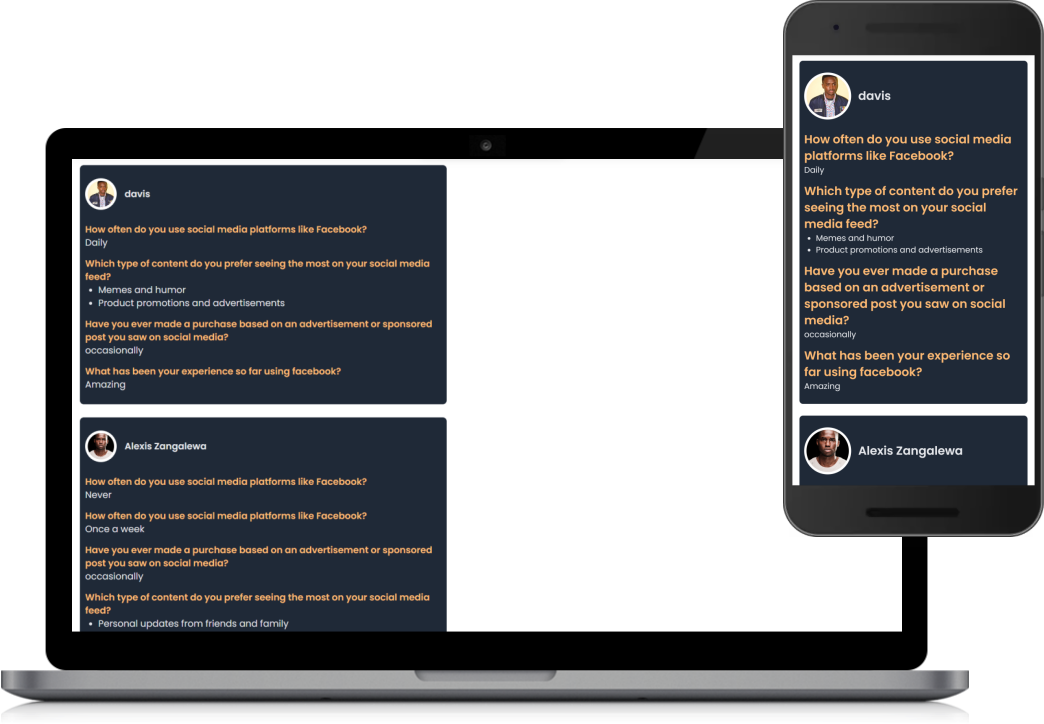 davis
How often do you use social media platforms like Facebook?
Daily
Which type of content do you prefer seeing the most on your social media
feed?
• Memes and humor
• Product promotions and advertisements
Have you ever made a purchase based on an advertisement or sponsored
post you saw on social media?
occasionally
What has been your experience so far using facebook?
Amazing
Alexis Zangalewa
How often do you use social media platforms like Facebook?
Never
How often do you use social media platforms like Facebook?
Once a week
Have you ever made a purchase based on an advertisement or sponsored
post you saw on social media?
occasionally
Which type of content do you prefer seeing the most on your social media
feed?
• Personal updates from friends and family
davis
How often do you use social media
platforms like Facebook?
Daily
Which type of content do you prefer
seeing the most on your social
media feed?
• Memes and humor
• Product promotions and advertisements
Have you ever made a purchase
based on an advertisement or
sponsored post you saw on social
media?
occasionally
What has been your experience so
far using facebook?
Amazing
Alexis Zangalewa